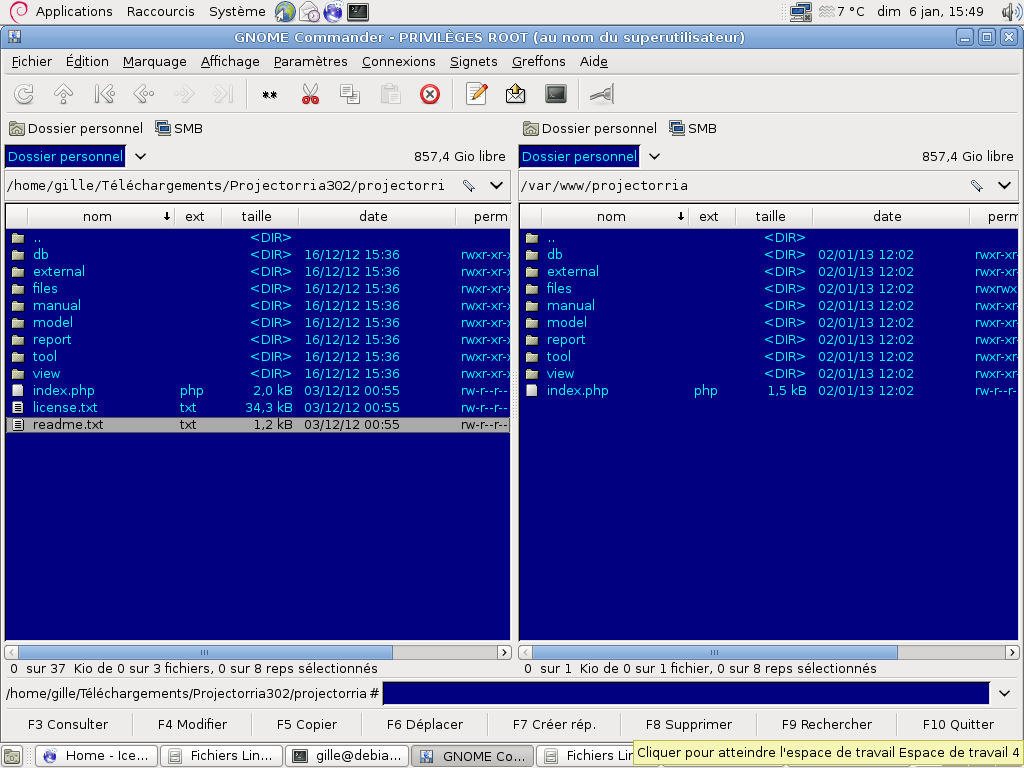 Applications Raccourcis Système 7 °C dim 6 jan, 15:49
GNOME Commander - PRIVILÈGES ROOT (au nom du superutilisateur)
Fichier Édition Marquage Affichage Paramètres Connexions Signets Greffons Aide
Dossier personnel SMB Dossier personnel SMB
Dossier personnel 857,4 Gio libre Dossier personnel 857,4 Gio libre
/home/gille/Téléchargements/Projectorria302/projectorri /var/www/projectorria
nom ext taille date perm nom ext taille date perm
.. <DIR> .. <DIR>
db <DIR> 16/12/12 15:36 rwxr-xr-x db <DIR> 02/01/13 12:02 rwxr-xr-
external <DIR> 16/12/12 15:36 rwxr-xr-x external <DIR> 02/01/13 12:02 rwxr-xr-
files <DIR> 16/12/12 15:36 rwxr-xr-x files <DIR> 02/01/13 12:02 rwxrwx
manual <DIR> 16/12/12 15:36 rwxr-xr-x manual <DIR> 02/01/13 12:02 rwxr-xr-
model <DIR> 16/12/12 15:36 rwxr-xr-x model <DIR> 02/01/13 12:02 rwxr-xr-
report <DIR> 16/12/12 15:36 rwxr-xr-x report <DIR> 02/01/13 12:02 rwxr-xr-
tool <DIR> 16/12/12 15:36 rwxr-xr-x tool <DIR> 02/01/13 12:02 rwxr-xr-
view <DIR> 16/12/12 15:36 rwxr-xr-x view <DIR> 02/01/13 12:02 rwxr-xr-
index.php php 2,0 kB 03/12/12 00:55 rw-r--r-- index.php php 1,5 kB 02/01/13 12:02 rw-r--r-
license.txt txt 34,3 kB 03/12/12 00:55 rw-r--r--
readme.txt txt 1,2 kB 03/12/12 00:55 rw-r--r--
0 sur 37 Kio de 0 sur 3 fichiers, 0 sur 8 reps sélectionnés 0 sur 1 Kio de 0 sur 1 fichier, 0 sur 8 reps sélectionnés
/home/gille/Téléchargements/Projectorria302/projectorria #
F3 Consulter F4 Modifier F5 Copier F6 Déplacer F7 Créer rép. F8 Supprimer F9 Rechercher F10 Quitter
Home - Ice... Fichiers Lin... gille@debia... GNOME Co... Fichiers Lin
Cliquer pour atteindre l'espace de travail Espace de travail 4